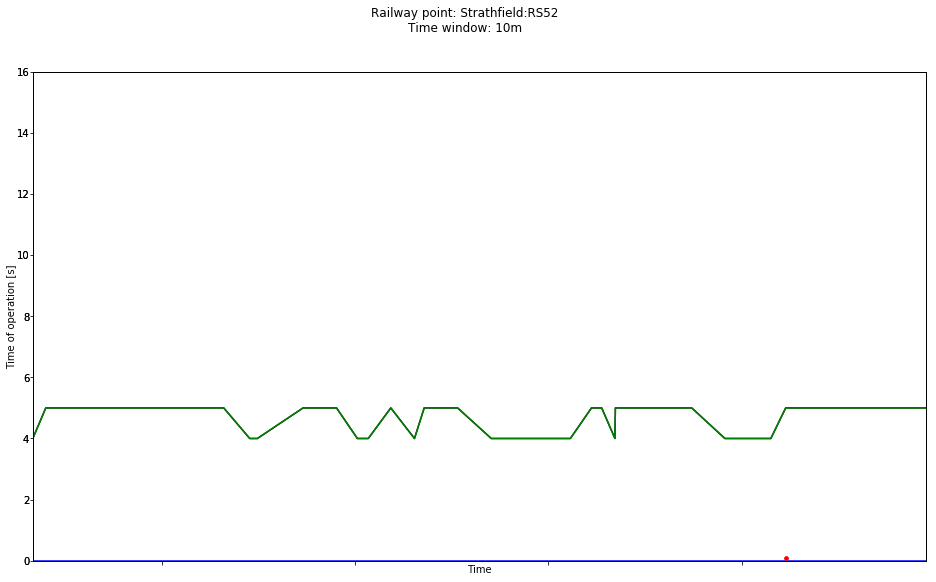 Railway point: Strathfield:RS52
Time window: 10m
16
14
12
10
8
6
4
2
0
Time of operation [s]
Time